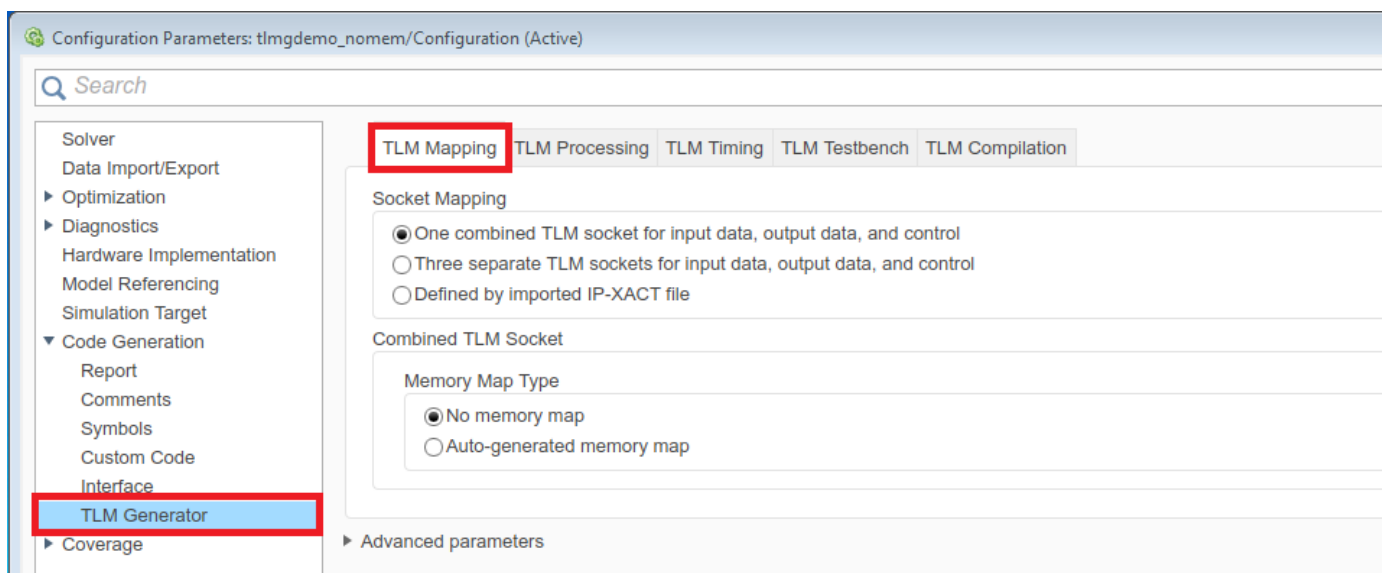 Configuration Parameters: tlmgdemo_nomem/Configuration (Active)
Search
Solver
Data Import/Export
Optimization
Diagnostics
Hardware Implementation
Model Referencing
Simulation Target
Code Generation
Report
Comments
Symbols
Custom Code
Interface
TLM Generator
Coverage
TLM Mapping TLM Processing TLM Timing TLM Testbench TLM Compilation
Socket Mapping
One combined TLM socket for input data, output data, and control
Three separate TLM sockets for input data, output data, and control
Defined by imported IP-XACT file
Combined TLM Socket
Memory Map Type
No memory map
Auto-generated memory map
Advanced parameters